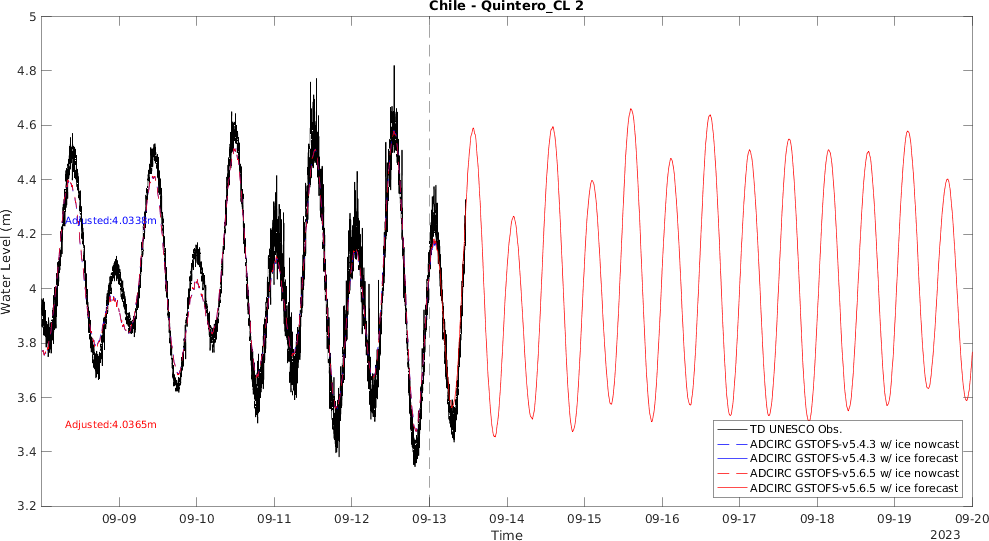 Chile - Quintero_CL 2
5
4.8
4.6
4.4
4.2
4
3.8
3.6
3.4
3.2
Water Level (m)
Adjusted:4.0338m
Adjusted:4.0365m
TD UNESCO Obs.
ADCIRC GSTOFS-v5.4.3 w/ ice nowcast
ADCIRC GSTOFS-v5.4.3 w/ ice forecast
ADCIRC GSTOFS-v5.6.5 w/ ice nowcast
ADCIRC GSTOFS-v5.6.5 w/ ice forecast
09-09 09-10 09-11 09-12 09-13 09-14 09-15 09-16 09-17 09-18 09-19 09-20
Time
2023